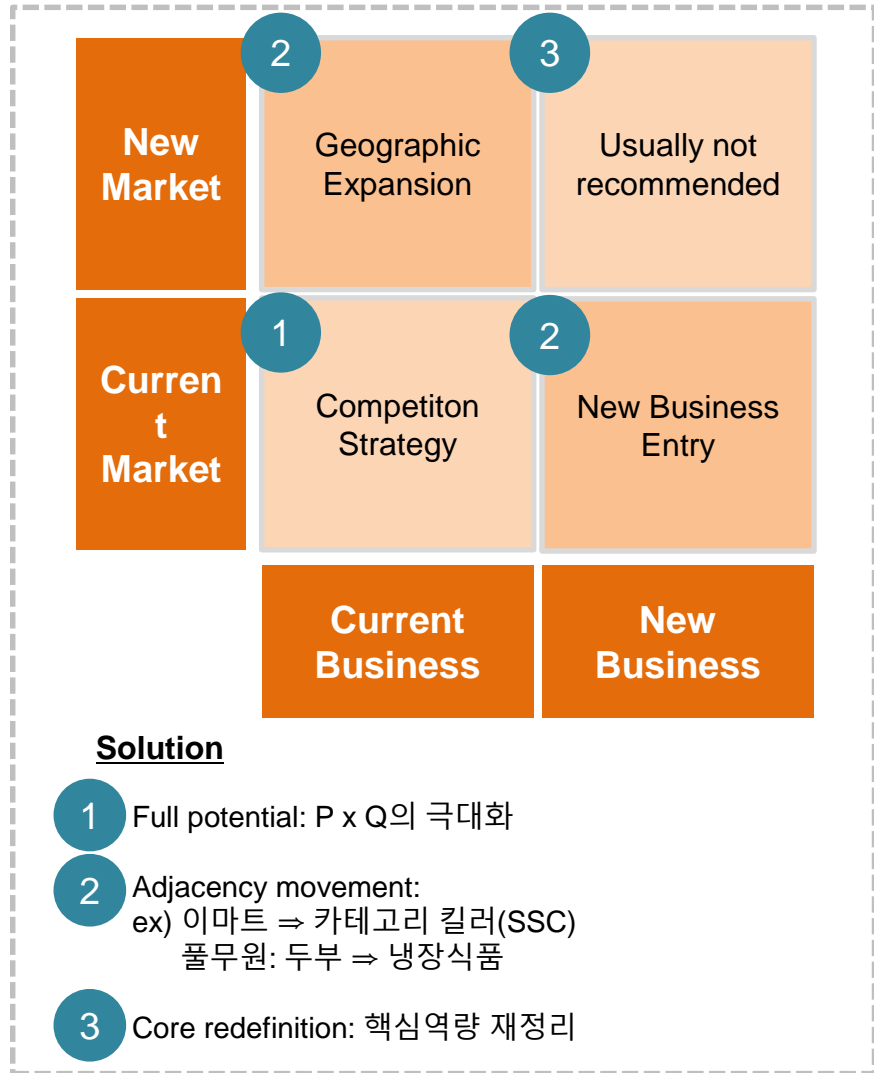 2
3
New
Market
Geographic
Expansion
Usually not
recommended
1
2
Curren
t
Market
Competiton
Strategy
New Business
Entry
Current
Business
New
Business
Solution
1 Full potential: P x Q의 극대화
2 Adjacency movement:
ex) 이마트 ⇒ 카테고리 킬러(SSC)
풀무원: 두부 ⇒ 냉장식품
3 Core redefinition: 핵심역량 재정리